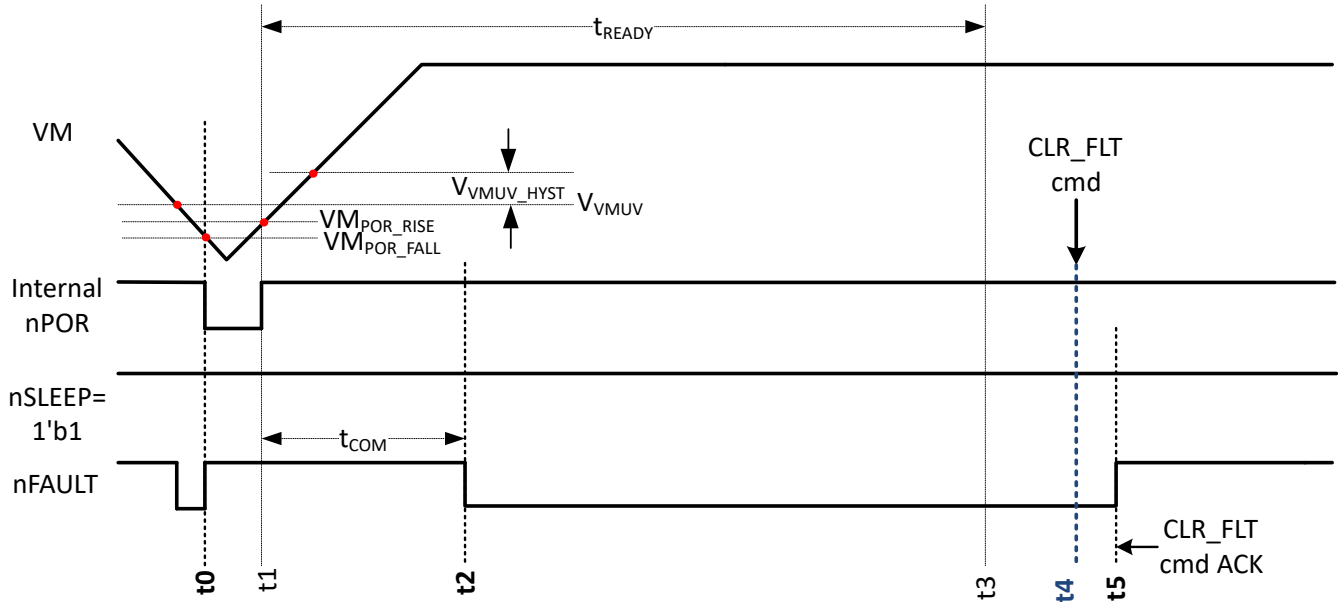 tREADY
VM
CLR_FLT
cmd
VVMUV_HYST
VVMUV
VMPOR_RISE
VMPOR_FALL
Internal
nPOR
nSLEEP=
1'b1
tCOM
nFAULT
CLR_FLT
cmd ACK
t0
t1
t2
t3
t4
t5